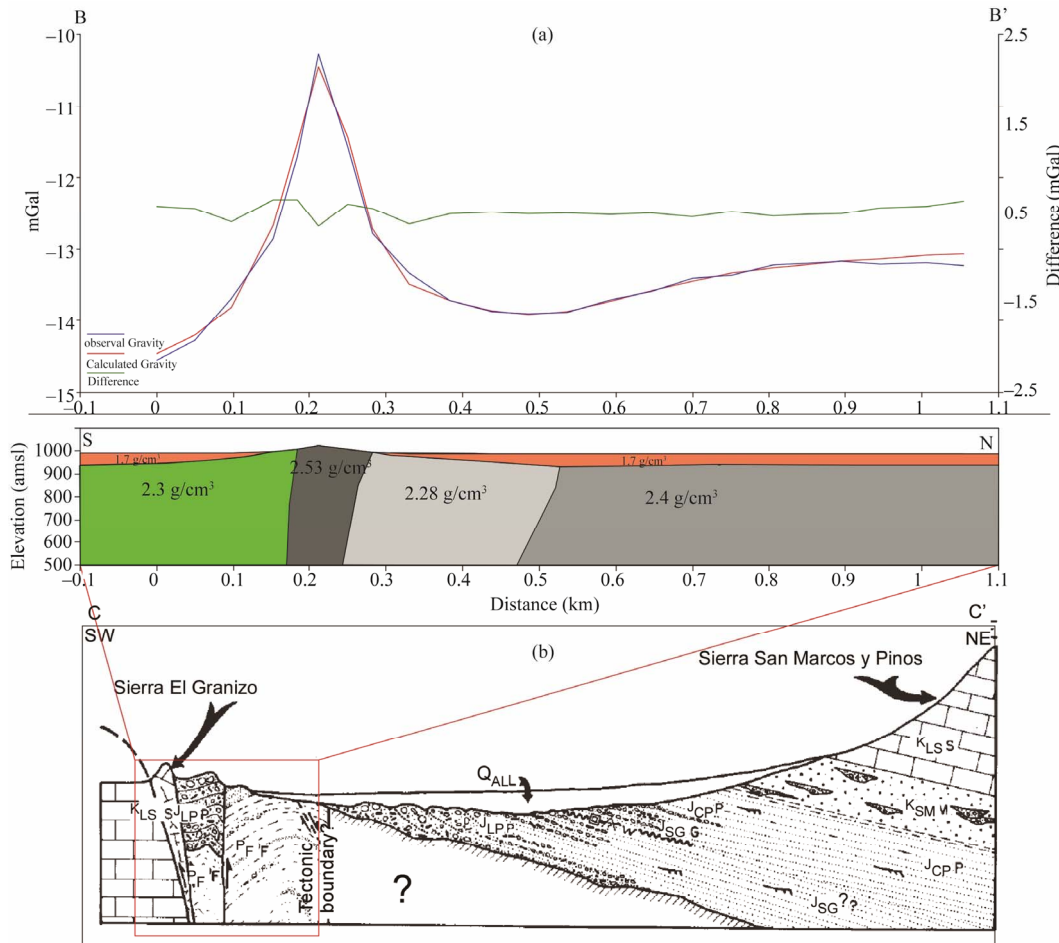 B
B'
(a)
−10
−11
−12
−13
−14
−15
mGal
2.5
1.5
0.5
−1.5
−2.5
Difference (mGal)
observal Gravity
Calculated Gravity
Difference
−0.1 0 0.1 0.2 0.3 0.4 0.5 0.6 0.7 0.8 0.9 1 1.1
S
N
Elevation (amsl)
1000
900
800
700
600
500
1.7 g/cm³
2.53 g/cm³
1.7 g/cm³
2.3 g/cm³
2.28 g/cm³
2.4 g/cm³
0 0.1 0.2 0.3 0.4 0.5 0.6 0.7 0.8 0.9 1 1.1
Distance (km)
C
C'
SW
NE
(b)
Sierra El Granizo
Sierra San Marcos y Pinos
QALL
KLS S
KLS S
JLP P
PF F
PF F
Tectonic
boundary
?
JLP P
JSG G
JCP P
KSM M
JCP P
JSG??